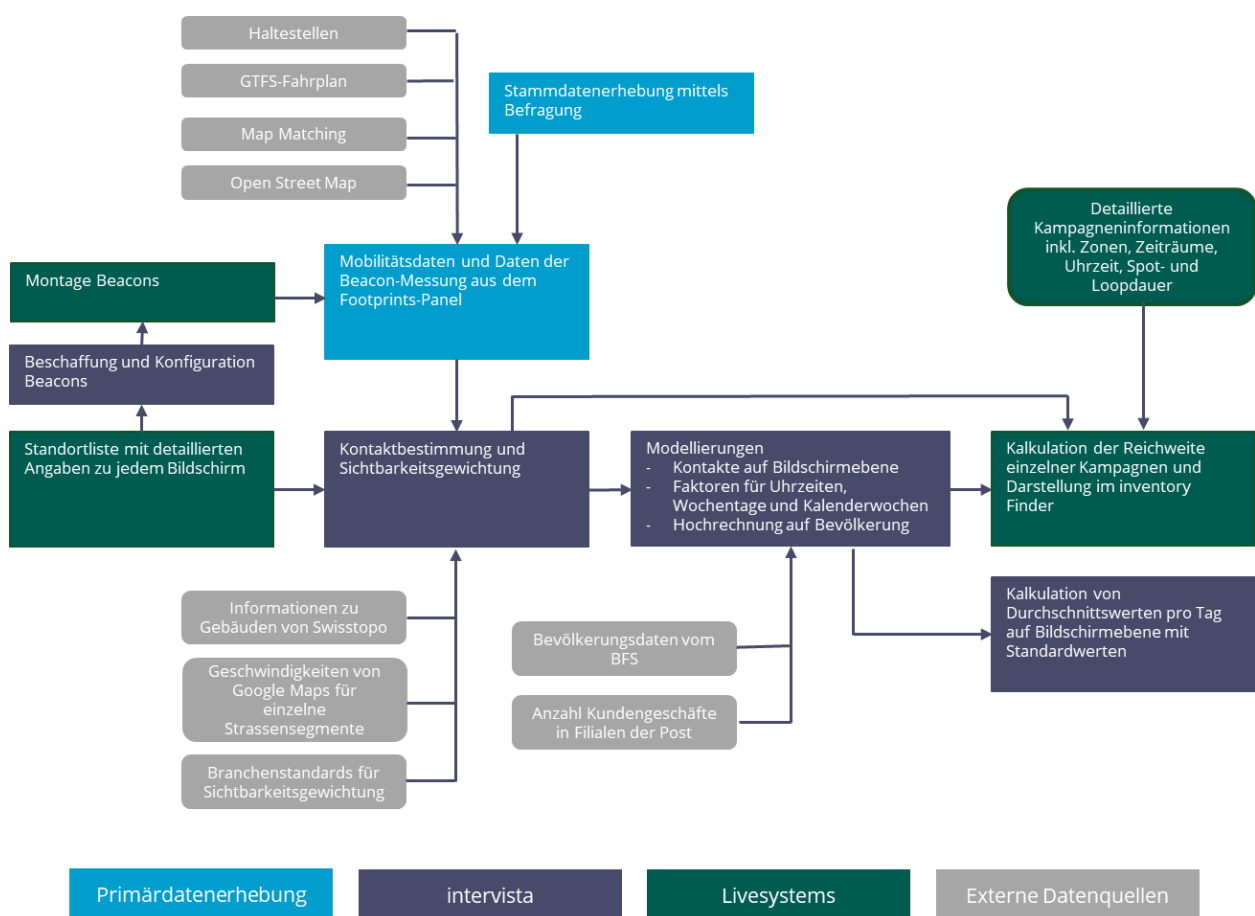 Haltestellen
GTFS-Fahrplan
Map Matching
Open Street Map
Stammdatenerhebung mittels
Befragung
Detaillierte
Kampagneninformationen
inkl. Zonen, Zeiträume,
Uhrzeit, Spot- und
Loopdauer
Montage Beacons
Mobilitätsdaten und Daten der
Beacon-Messung aus dem
Footprints-Panel
Beschaffung und Konfiguration
Beacons
Standortliste mit detaillierten
Angaben zu jedem Bildschirm
Kontaktbestimmung und
Sichtbarkeitsgewichtung
Modellierungen
- Kontakte auf Bildschirmebene
- Faktoren für Uhrzeiten,
Wochentage und Kalenderwochen
- Hochrechnung auf Bevölkerung
Kalkulation der Reichweite
einzelner Kampagnen und
Darstellung im inventory
Finder
Kalkulation von
Durchschnittswerten pro Tag
auf Bildschirmebene mit
Standardwerten
Informationen zu
Gebäuden von Swisstopo
Geschwindigkeiten von
Google Maps für
einzelne
Strassensegmente
Branchenstandards für
Sichtbarkeitsgewichtung
Bevölkerungsdaten vom
BFS
Anzahl Kundengeschäfte
in Filialen der Post
Primärdatenerhebung
intervista
Livesystems
Externe Datenquellen